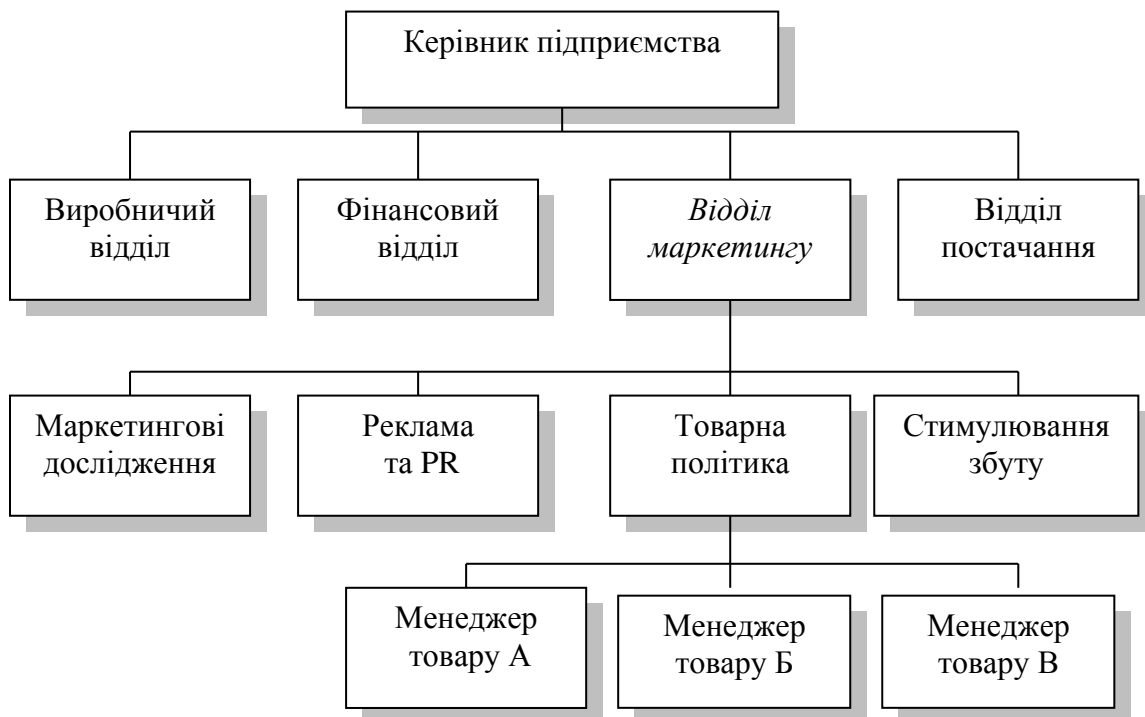 Керівник підприємства
Виробничий
відділ
Фінансовий
відділ
Відділ
маркетингу
Відділ
постачання
Маркетингові
дослідження
Реклама
та PR
Товарна
політика
Стимулювання
збуту
Менеджер
товару А
Менеджер
товару Б
Менеджер
товару В